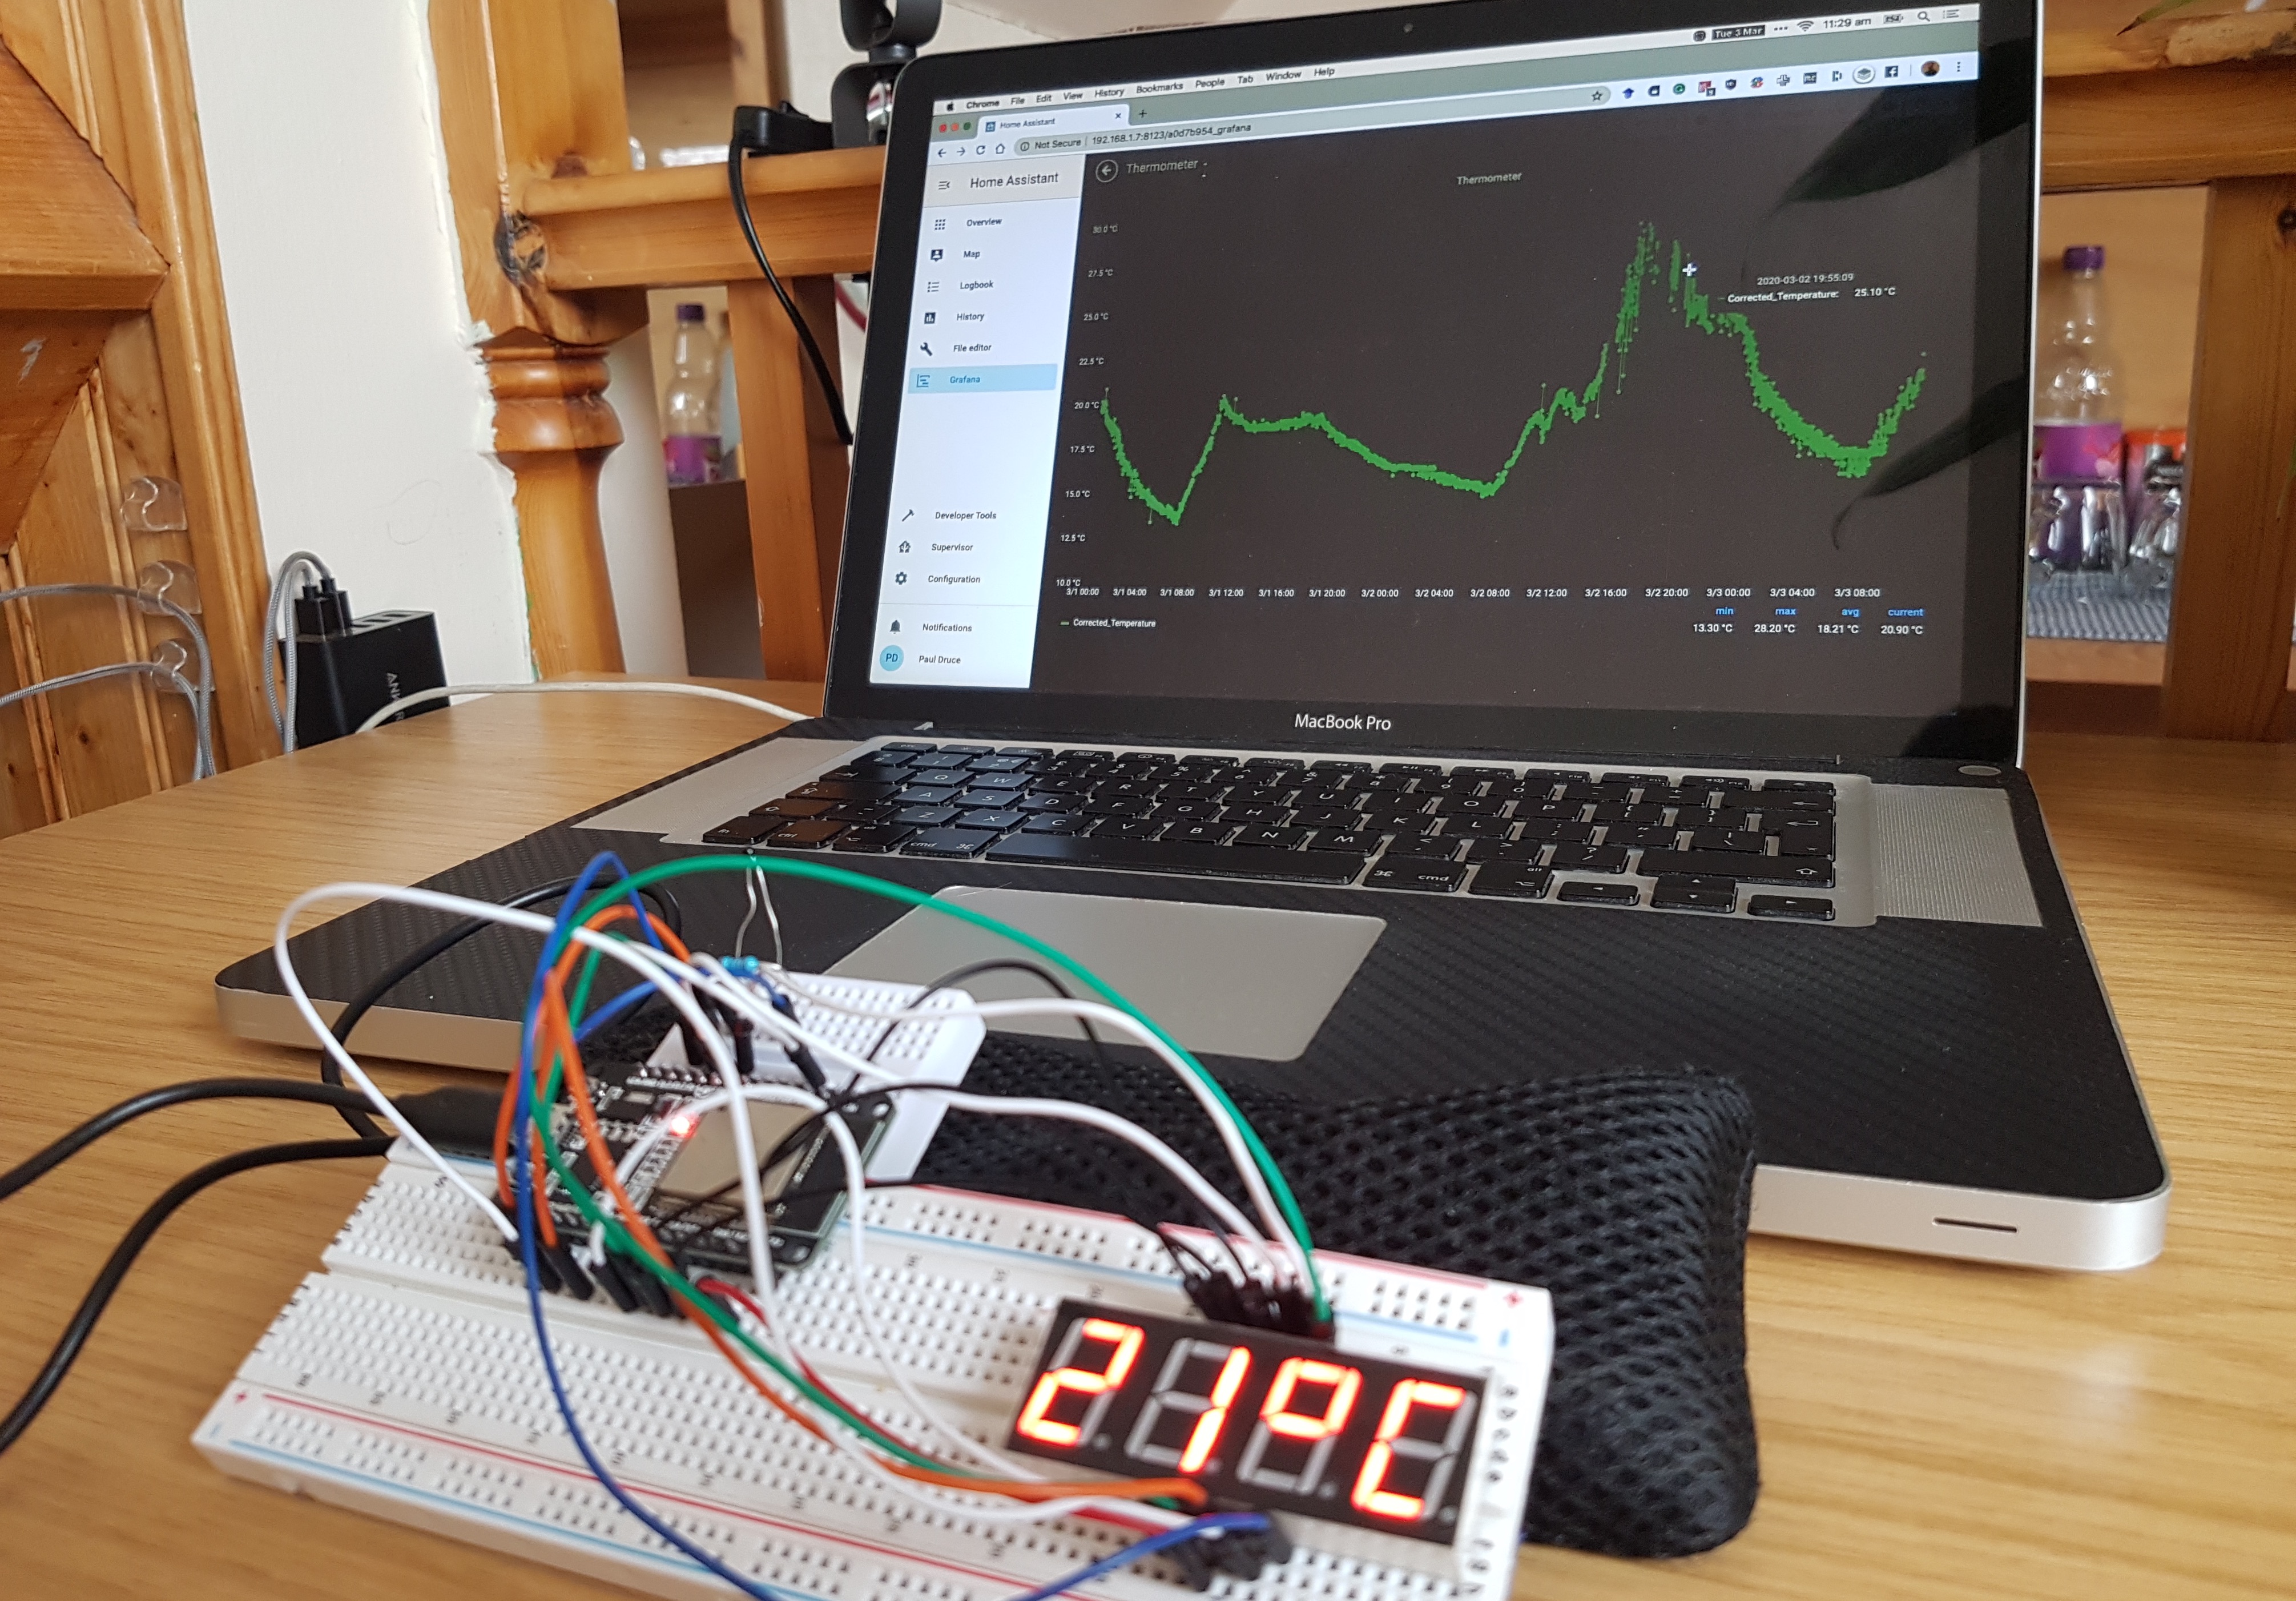 Tue 3 Mar
11:29 am
Chrome File Edit View History Bookmarks People Tab Window Help
Home Assistant
Not Secure | 192.168.1.7:8123/a0d7b954_grafana
Home Assistant
Overview
Map
Logbook
History
File editor
Grafana
Developer Tools
Supervisor
Configuration
Notifications
PD Paul Druce
Thermometer
Thermometer
30.0 °C
27.5 °C
25.0 °C
22.5 °C
20.0 °C
17.5 °C
15.0 °C
12.5 °C
10.0 °C
2020-03-02 19:55:09
Corrected_Temperature: 25.10 °C
3/1 00:00 3/1 04:00 3/1 08:00 3/1 12:00 3/1 16:00 3/1 20:00 3/2 00:00 3/2 04:00 3/2 08:00 3/2 12:00 3/2 16:00 3/2 20:00 3/3 00:00 3/3 04:00 3/3 08:00
min max avg current
Corrected_Temperature 13.30 °C 28.20 °C 18.21 °C 20.90 °C
MacBook Pro
Q W E R T Y U I O P
A S D F G H J K L
Z X C V B N M
fn ctrl cmd cmd alt
21°C